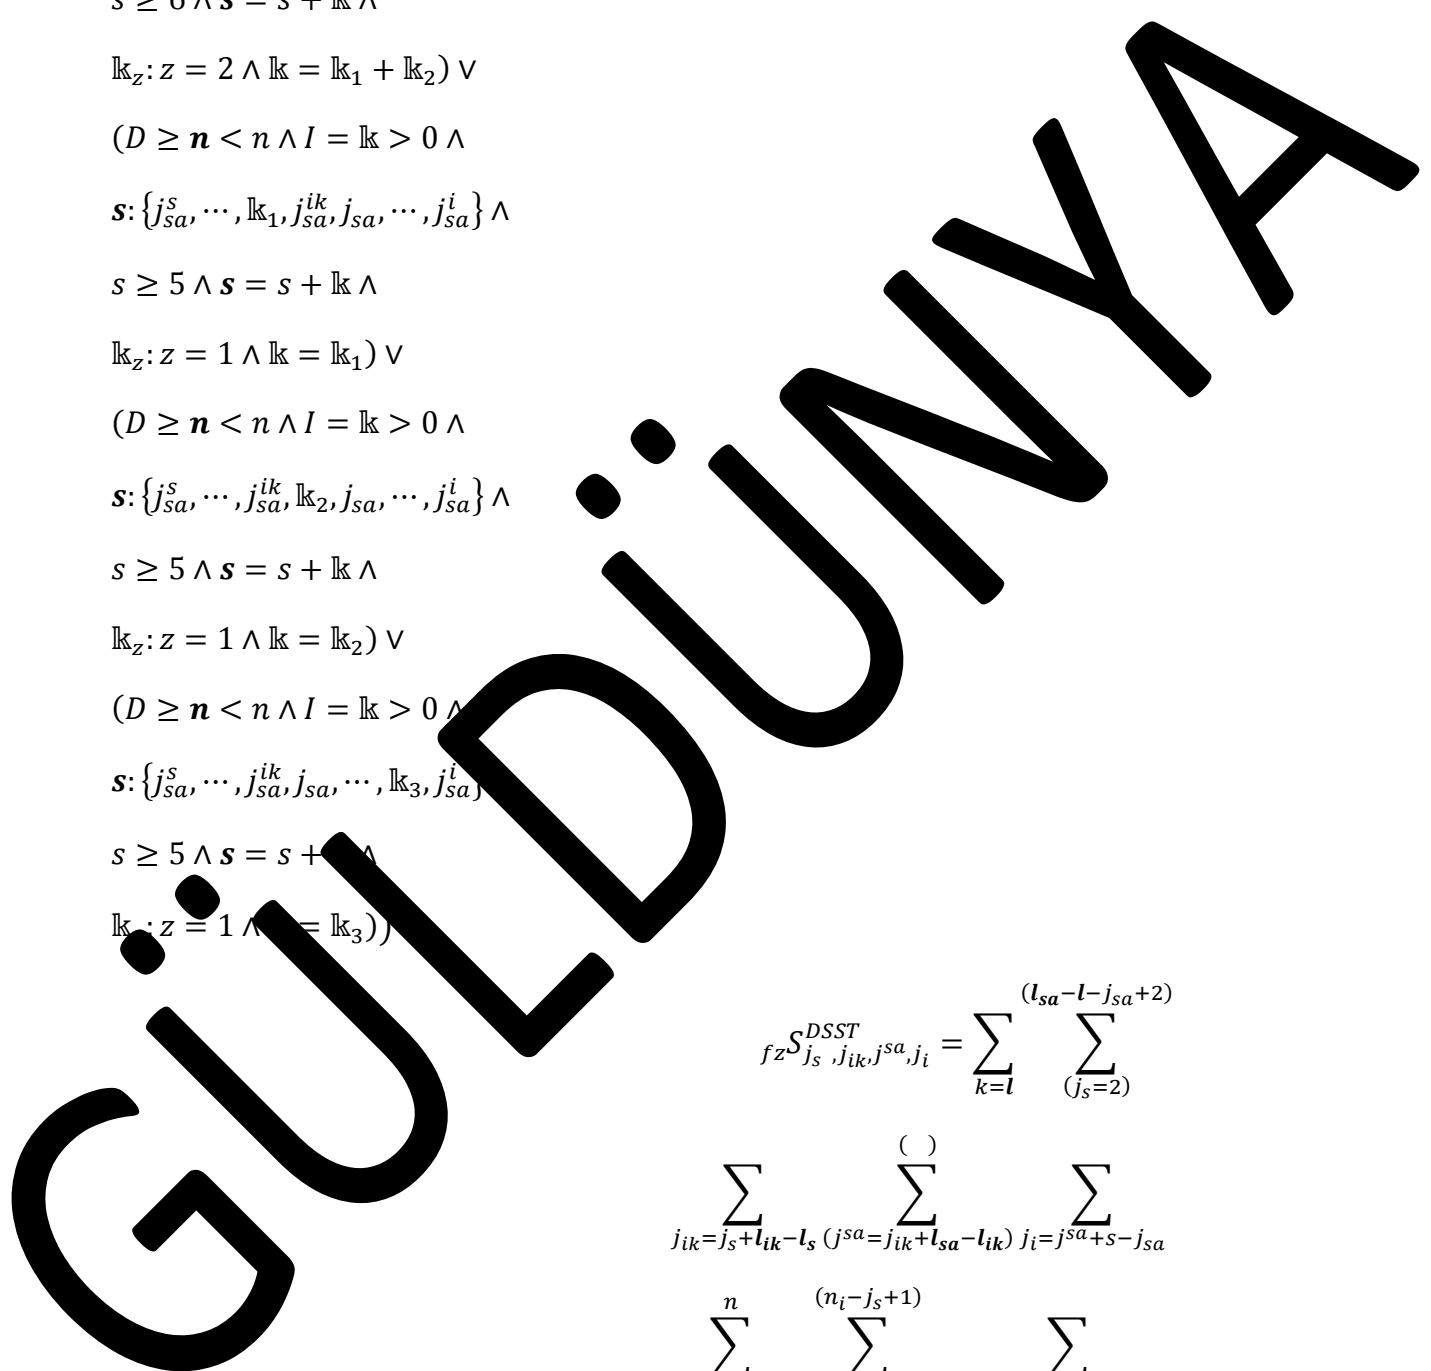 s ≥ 6 ∧ 𝒔 = s + 𝕜 ∧
𝕜_z: z = 2 ∧ 𝕜 = 𝕜_1 + 𝕜_2) ∨
(D ≥ 𝒏 < n ∧ I = 𝕜 > 0 ∧
𝒔: {j_{sa}^{s}, ⋯, 𝕜_1, j_{sa}^{ik}, j_{sa}, ⋯, j_{sa}^{i}} ∧
s ≥ 5 ∧ 𝒔 = s + 𝕜 ∧
𝕜_z: z = 1 ∧ 𝕜 = 𝕜_1) ∨
(D ≥ 𝒏 < n ∧ I = 𝕜 > 0 ∧
𝒔: {j_{sa}^{s}, ⋯, j_{sa}^{ik}, 𝕜_2, j_{sa}, ⋯, j_{sa}^{i}} ∧
s ≥ 5 ∧ 𝒔 = s + 𝕜 ∧
𝕜_z: z = 1 ∧ 𝕜 = 𝕜_2) ∨
(D ≥ 𝒏 < n ∧ I = 𝕜 > 0 ∧
𝒔: {j_{sa}^{s}, ⋯, j_{sa}^{ik}, j_{sa}, ⋯, 𝕜_3, j_{sa}^{i}}
s ≥ 5 ∧ 𝒔 = s + ∧
𝕜 : z = 1 ∧ = 𝕜_3))
GÜLDÜNYA
_{fz}S_{j_s, j_{ik}, j^{sa}, j_i}^{DSST} = ∑_{k=𝒍} ∑_{(j_s=2)}^{(𝒍_{𝒔𝒂}−𝒍−j_{sa}+2)}
∑_{j_{ik}=j_s+𝒍_{𝒊𝒌}−𝒍_𝒔} ∑_{(j^{sa}=j_{ik}+𝒍_{𝒔𝒂}−𝒍_{𝒊𝒌})}^{( )} ∑_{j_i=j^{sa}+s−j_{sa}}
∑^{n} ∑^{(n_i−j_s+1)} ∑